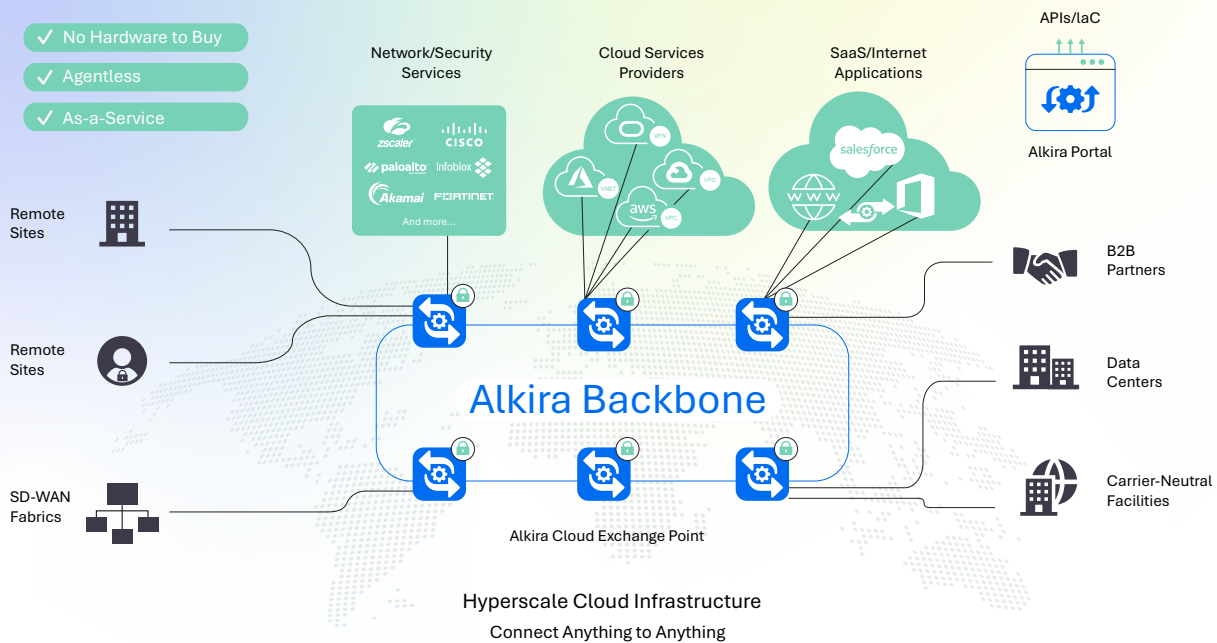 No Hardware to Buy
Agentless
As-a-Service
Network/Security
Services
zscaler
CISCO
paloalto
Infoblox
Akamai
FORTINET
And more...
Cloud Services
Providers
VPN
VNET
VPC
aws
VPC
SaaS/Internet
Applications
salesforce
WWW
APIs/IaC
Alkira Portal
Remote
Sites
Remote
Sites
SD-WAN
Fabrics
B2B
Partners
Data
Centers
Carrier-Neutral
Facilities
Alkira Backbone
Alkira Cloud Exchange Point
Hyperscale Cloud Infrastructure
Connect Anything to Anything